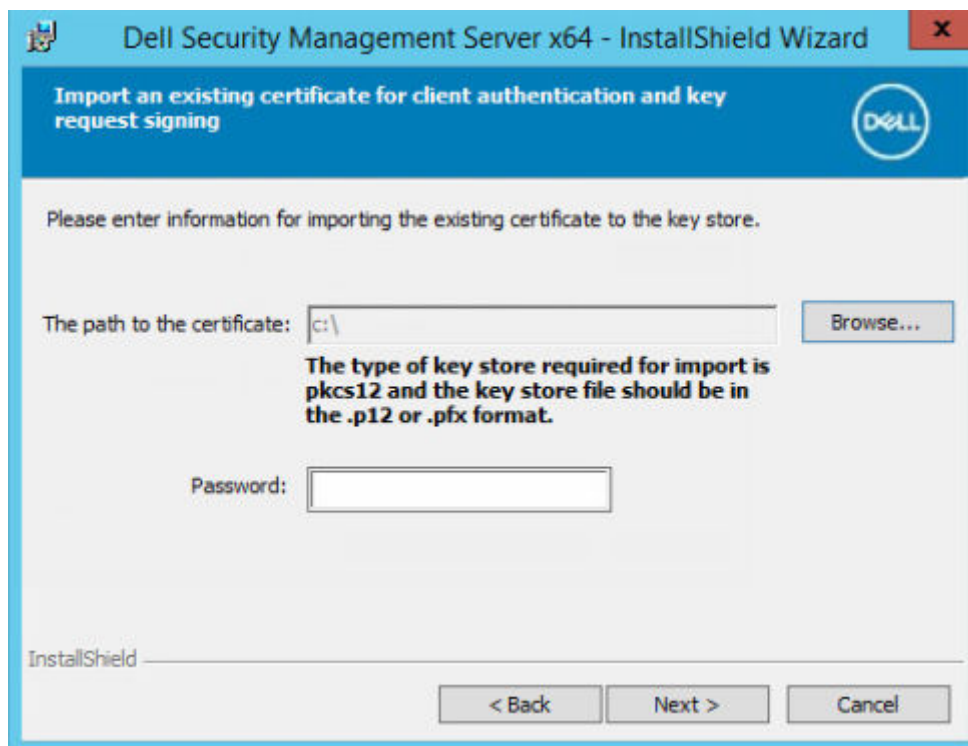 Dell Security Management Server x64 - InstallShield Wizard
x
Import an existing certificate for client authentication and key
request signing
DELL
Please enter information for importing the existing certificate to the key store.
The path to the certificate:
c:\
Browse...
The type of key store required for import is
pkcs12 and the key store file should be in
the .p12 or .pfx format.
Password:
InstallShield
< Back
Next >
Cancel